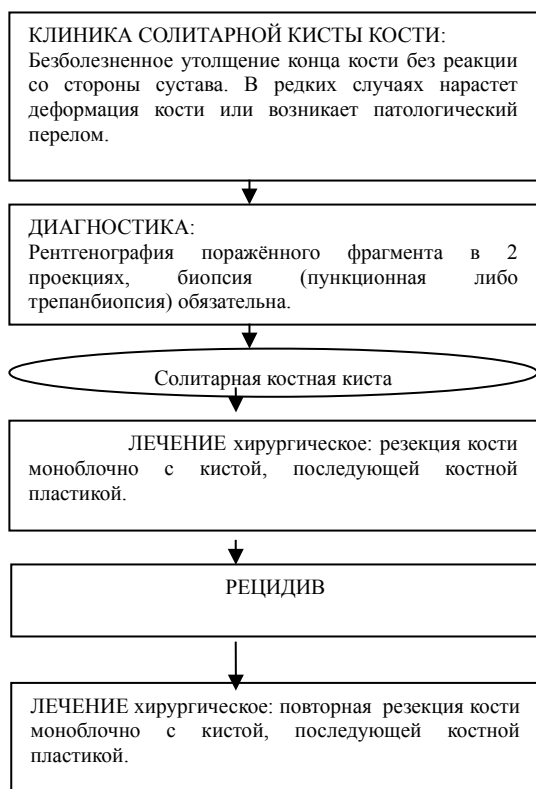 КЛИНИКА СОЛИТАРНОЙ КИСТЫ КОСТИ:
Безболезненное утолщение конца кости без реакции
со стороны сустава. В редких случаях нарастет
деформация кости или возникает патологический
перелом.
ДИАГНОСТИКА:
Рентгенография поражённого фрагмента в 2
проекциях, биопсия (пункционная либо
трепанбиопсия) обязательна.
Солитарная костная киста
ЛЕЧЕНИЕ хирургическое: резекция кости
моноблочно с кистой, последующей костной
пластикой.
РЕЦИДИВ
ЛЕЧЕНИЕ хирургическое: повторная резекция кости
моноблочно с кистой, последующей костной
пластикой.